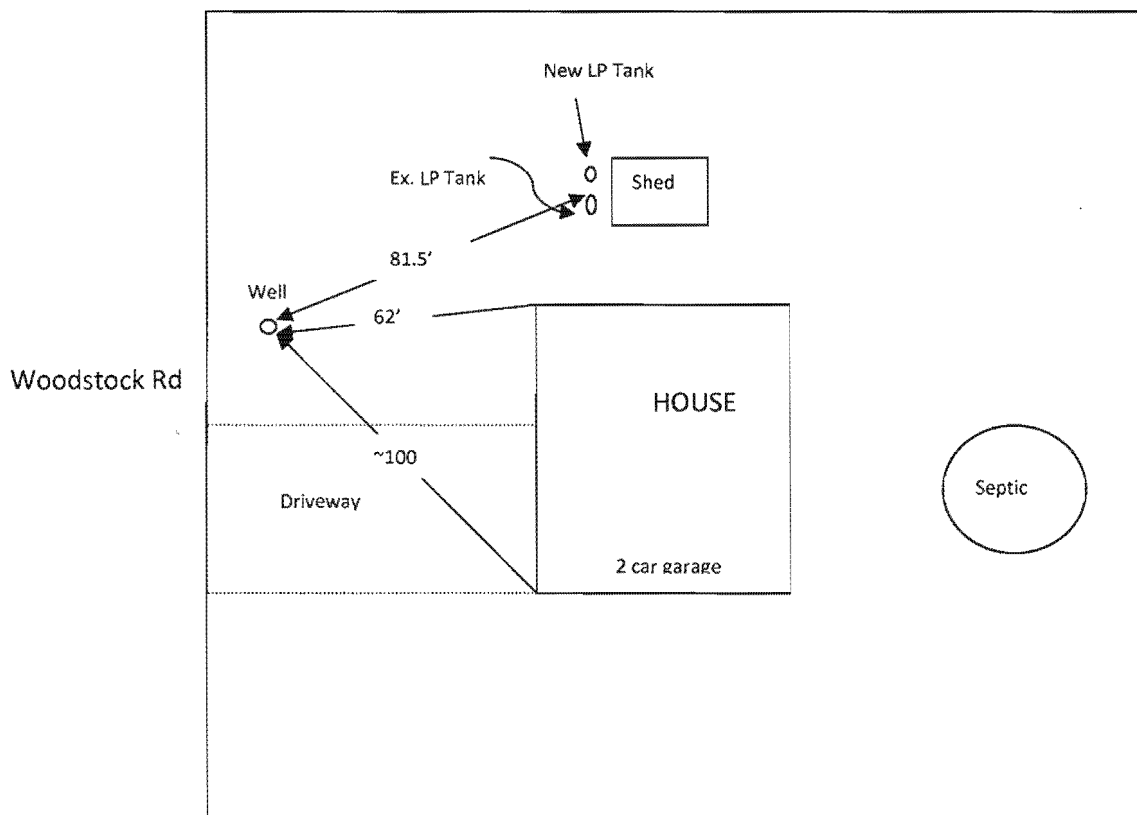 New LP Tank
Ex. LP Tank
Shed
81.5’
Well
62’
Woodstock Rd
HOUSE
~100
Driveway
Septic
2 car garage